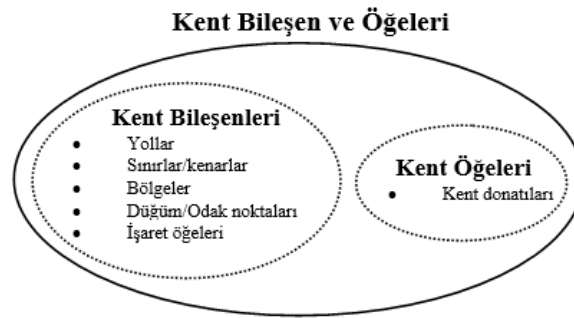 Kent Bileşen ve Öğeleri
Kent Bileşenleri
• Yollar
• Sınırlar/kenarlar
• Bölgeler
• Düğüm/Odak noktaları
• İşaret öğeleri
Kent Öğeleri
• Kent donatıları